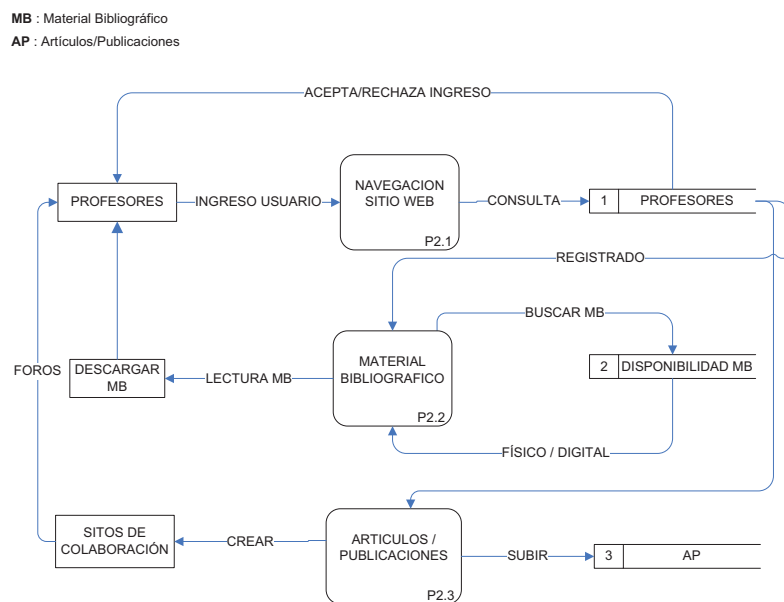 MB : Material Bibliográfico
AP : Artículos/Publicaciones
ACEPTA/RECHAZA INGRESO
PROFESORES
INGRESO USUARIO
NAVEGACION
SITIO WEB
P2.1
CONSULTA
1 PROFESORES
REGISTRADO
BUSCAR MB
FOROS
DESCARGAR
MB
LECTURA MB
MATERIAL
BIBLIOGRAFICO
P2.2
2 DISPONIBILIDAD MB
FÍSICO / DIGITAL
SITOS DE
COLABORACIÓN
CREAR
ARTICULOS /
PUBLICACIONES
P2.3
SUBIR
3 AP